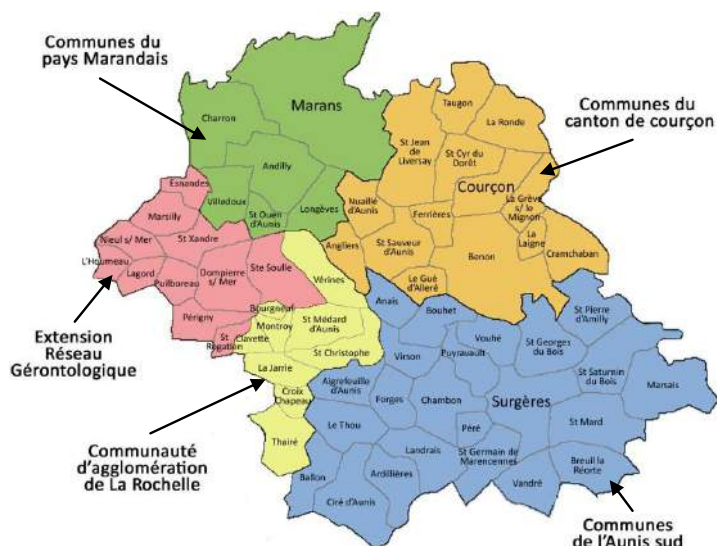 Communes du
pays Marandais
Marans
Charron
Andilly
Villedoux
St Ouen
d'Aunis
Longèves
Taugon
La Ronde
St Jean
de
Liversay
St Cyr du
Dorêt
Courçon
La Grève
s/ le
Mignon
Nuaillé
d'Aunis
Ferrières
La
Laigne
Cramchaban
Angliers
St Sauveur
d'Aunis
Benon
Le Gué
d'Alleré
Communes du
canton de courçon
Esnandes
Marsilly
Nieul s/ Mer
St Xandre
L'Houmeau
Lagord
Puilboreau
Dompierre
s/ Mer
Ste Soulle
Périgny
St
Rogatien
Extension
Réseau
Gérontologique
Vérines
Bourgneuf
Montroy
St Médard
d'Aunis
Clavette
St Christophe
La Jarrie
Croix
Chapeau
Thairé
Communauté
d'agglomération
de La Rochelle
Anais
Bouhet
St Pierre
d'Amilly
Vouhé
St Georges
du Bois
Virson
Puyravault
St Saturnin
du Bois
Marsais
Aigrefeuille
d'Aunis
Forges
Chambon
Surgères
St Mard
Le Thou
Péré
Landrais
St Germain de
Marencennes
Breuil la
Réorte
Ballon
Ardillières
Vandré
Ciré d'Aunis
Communes
de l'Aunis sud